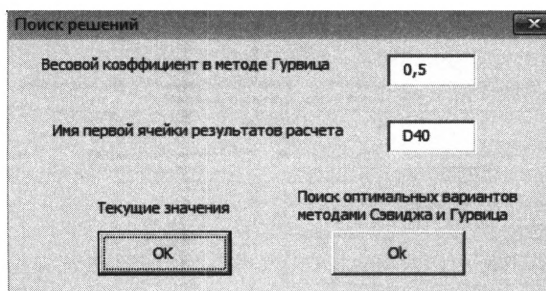 Поиск решений
Весовой коэффициент в методе Гурвица
0,5
Имя первой ячейки результатов расчета
D40
Текущие значения
Поиск оптимальных вариантов
методами Сэвиджа и Гурвица
OK
Ok